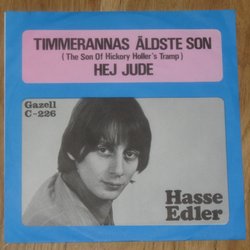 TIMMERANNAS ÄLDSTE SON
(The Son Of Hickory Holler's Tramp)
HEJ JUDE
Gazell
C-226
Hasse
Edler